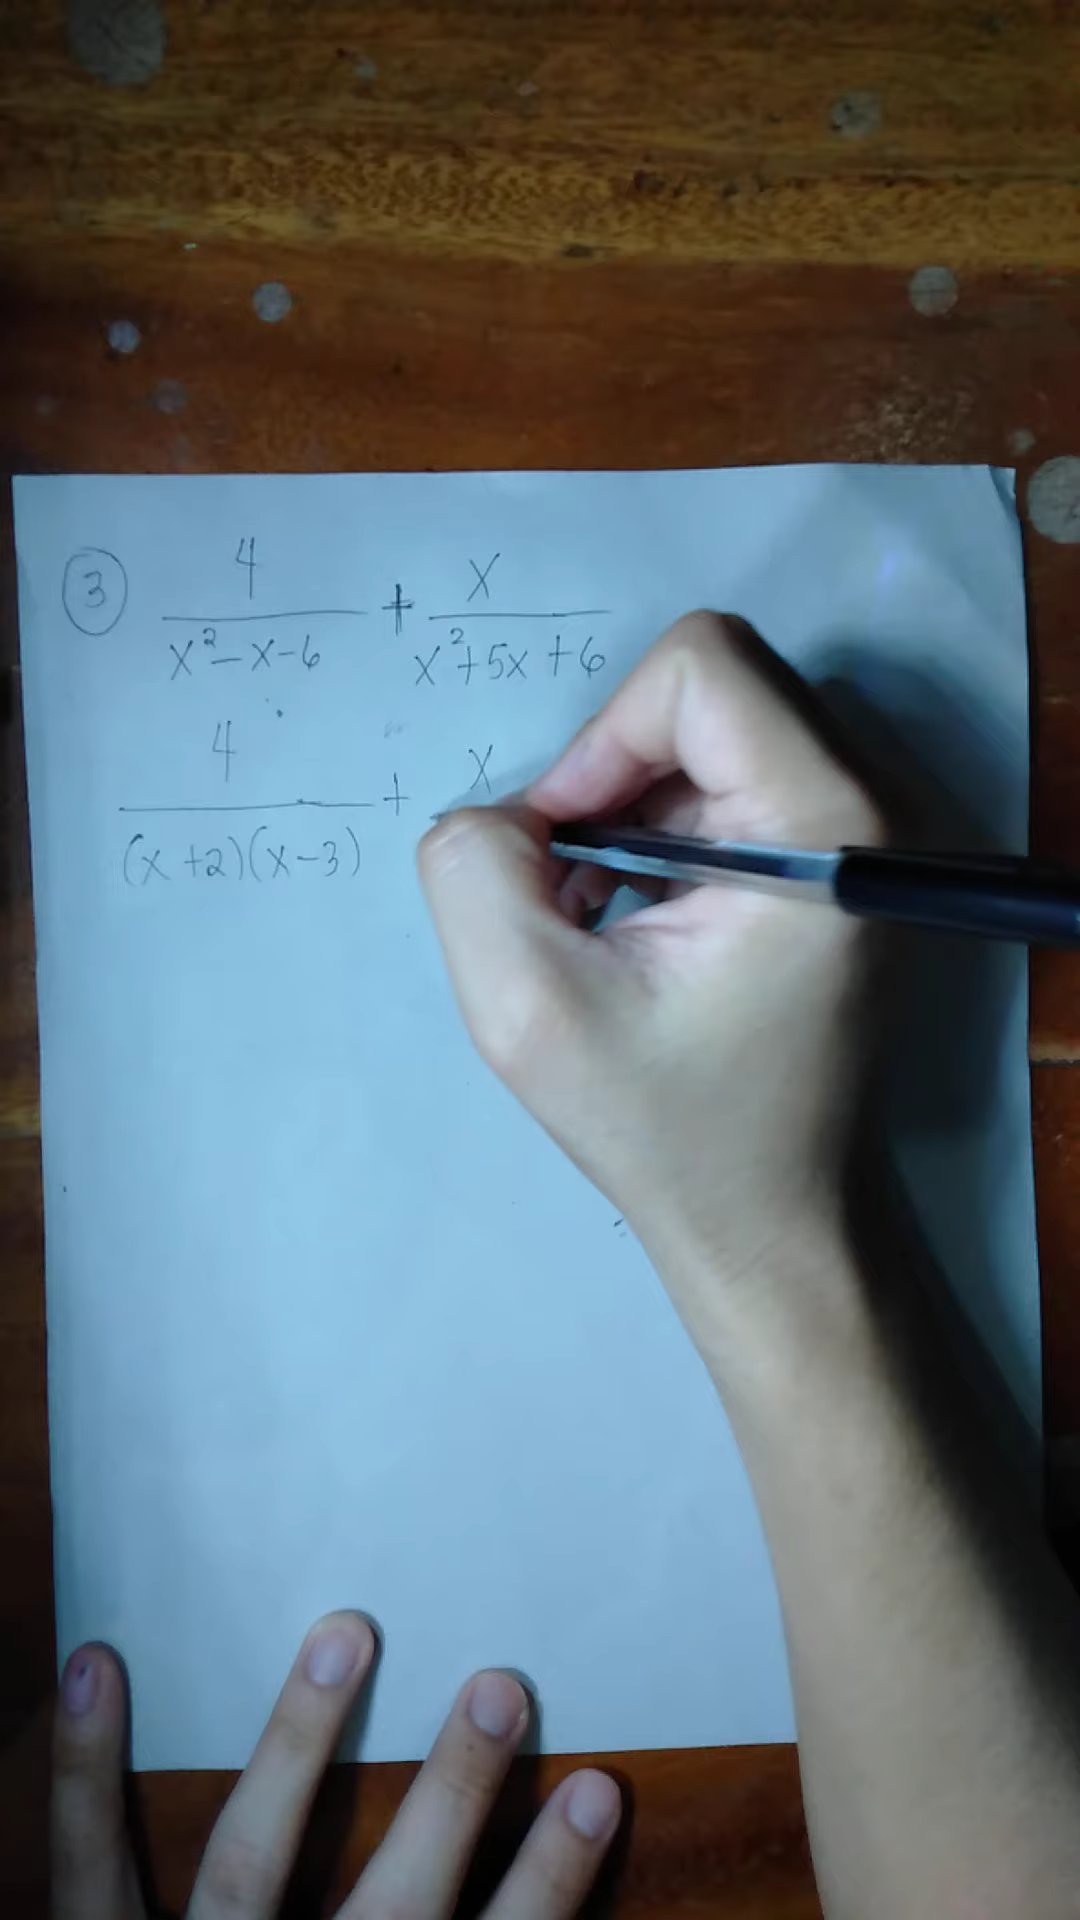 ③ 4/(x² - x - 6) + x/(x² + 5x + 6)
4/((x + 2)(x - 3)) + x